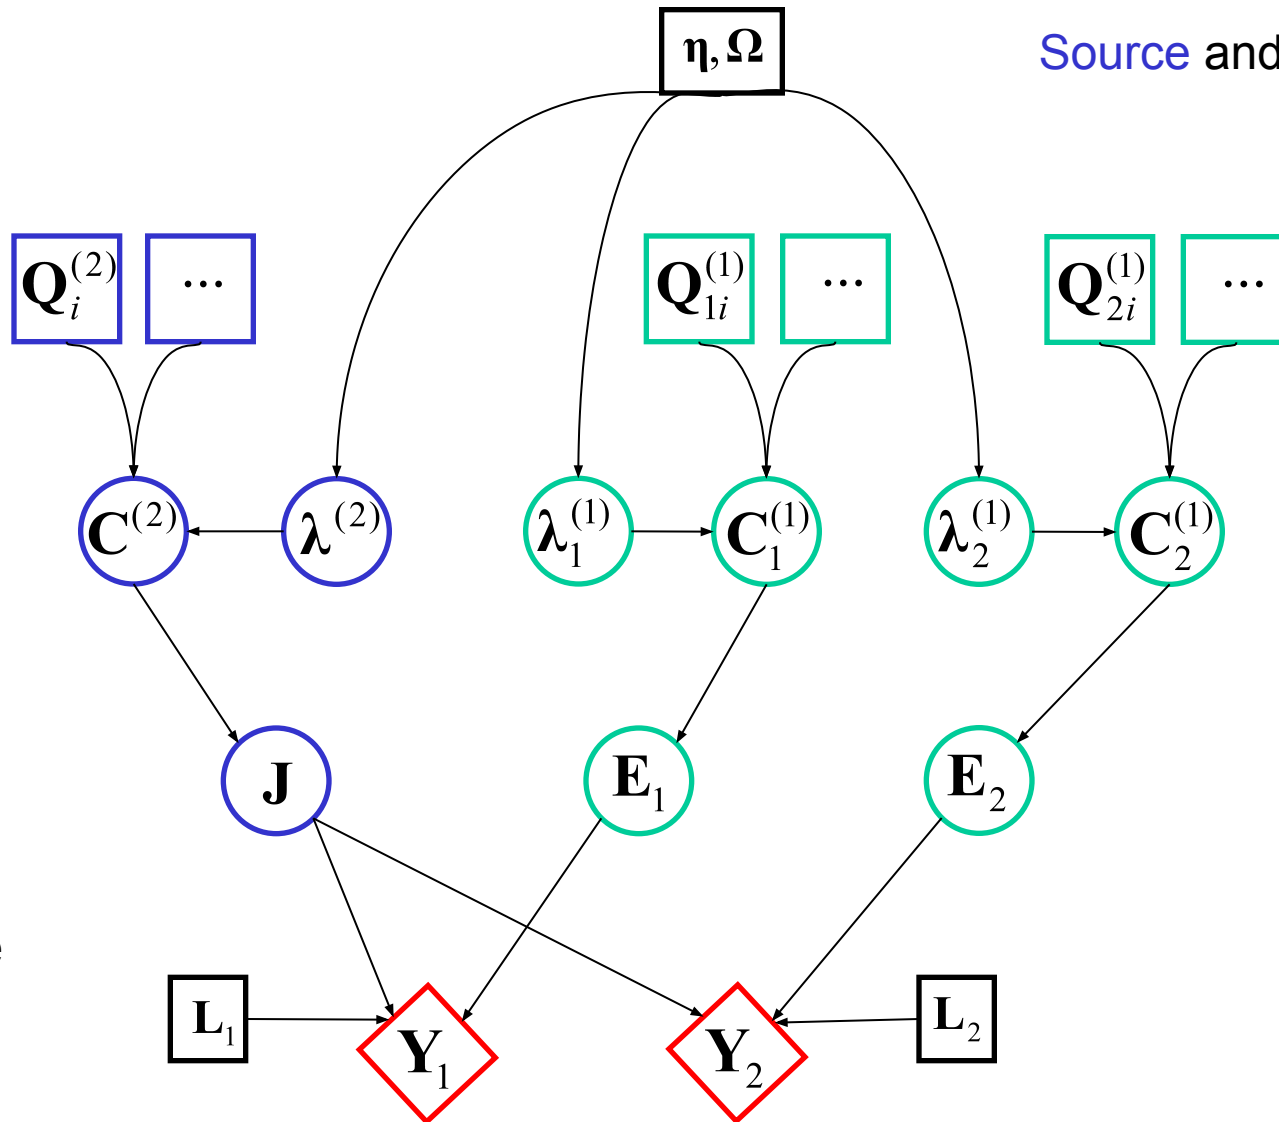 η, Ω
Source and
Q_i^(2) ... Q_1i^(1) ... Q_2i^(1) ...
C^(2) λ^(2) λ_1^(1) C_1^(1) λ_2^(1) C_2^(1)
J E_1 E_2
L_1 Y_1 Y_2 L_2